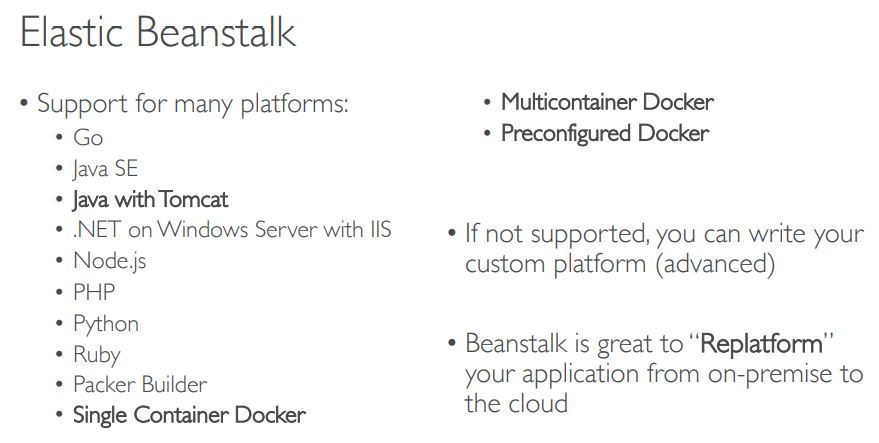 Elastic Beanstalk
• Support for many platforms:
• Go
• Java SE
• Java with Tomcat
• .NET on Windows Server with IIS
• Node.js
• PHP
• Python
• Ruby
• Packer Builder
• Single Container Docker
• Multicontainer Docker
• Preconfigured Docker
• If not supported, you can write your
custom platform (advanced)
• Beanstalk is great to “Replatform”
your application from on-premise to
the cloud